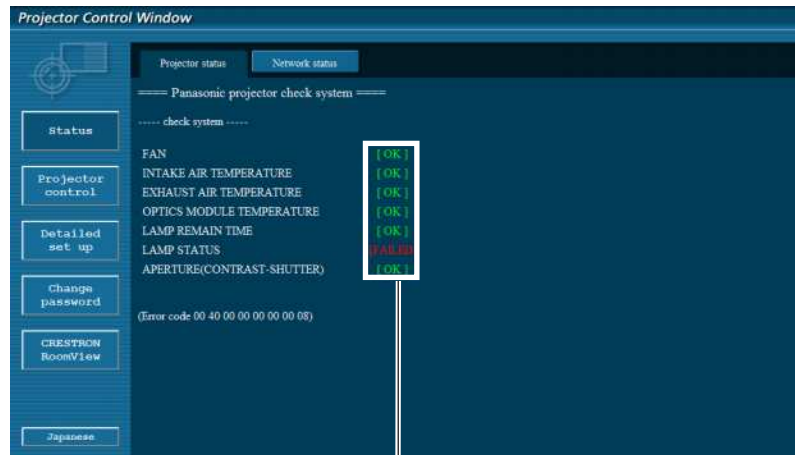 Projector Control Window
Projector status
Network status
==== Panasonic projector check system ====
Status
----- check system -----
FAN [ OK ]
INTAKE AIR TEMPERATURE [ OK ]
Projector control
EXHAUST AIR TEMPERATURE [ OK ]
OPTICS MODULE TEMPERATURE [ OK ]
Detailed set up
LAMP REMAIN TIME [ OK ]
LAMP STATUS [FAILED]
APERTURE(CONTRAST-SHUTTER) [ OK ]
Change password
(Error code 00 40 00 00 00 00 00 08)
CRESTRON RoomView
Japanese